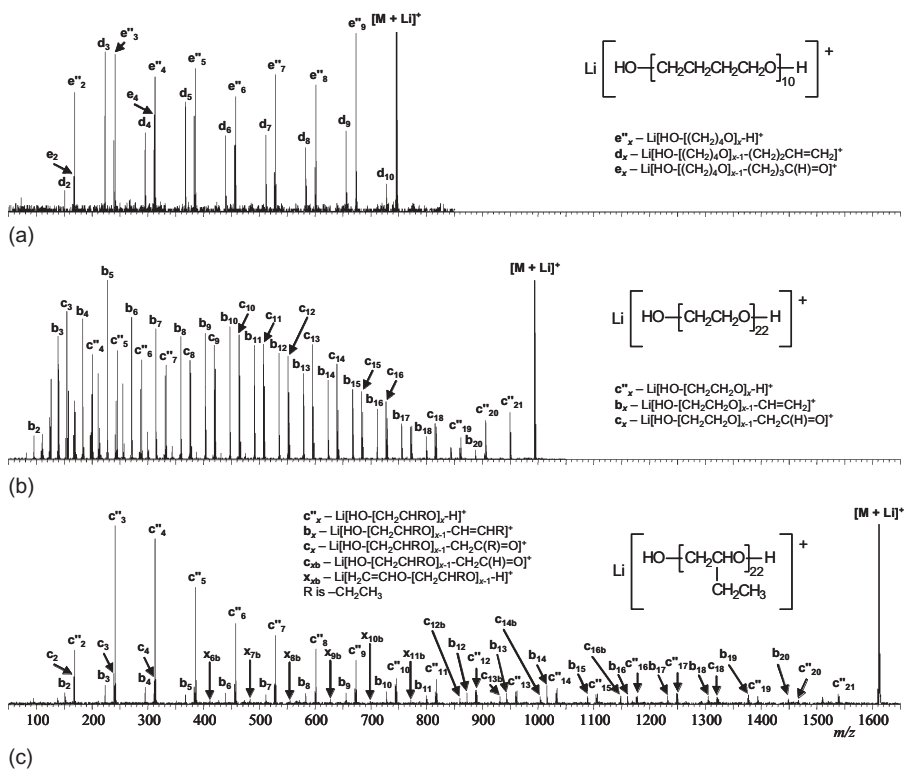 [M + Li]⁺
e"₉
d₃
e"₃
e"₂
e"₄
e"₅
e₄
d₅
e"₆
e"₇
e"₈
e₂
d₂
d₄
d₆
d₇
d₈
d₉
d₁₀
Li [ HO–[CH₂CH₂CH₂CH₂O]₁₀–H ]⁺
e"ₓ – Li[HO-[(CH₂)₄O]ₓ-H]⁺
dₓ – Li[HO-[(CH₂)₄O]ₓ₋₁-(CH₂)₂CH=CH₂]⁺
eₓ – Li[HO-[(CH₂)₄O]ₓ₋₁-(CH₂)₃C(H)=O]⁺
(a)
[M + Li]⁺
b₅
c₃
b₄
b₃
c"₄
c"₅
b₆
c"₆
b₇
c"₇
b₈
c₈
b₉
c₉
b₁₀
c₁₀
b₁₁
c₁₁
b₁₂
c₁₂
b₁₃
c₁₃
b₁₄
c₁₄
b₁₅
c₁₅
b₁₆
c₁₆
b₁₇
b₁₈
c₁₈
c"₁₉
b₂₀
c"₂₀
c"₂₁
b₂
Li [ HO–[CH₂CH₂O]₂₂–H ]⁺
c"ₓ – Li[HO-[CH₂CH₂O]ₓ-H]⁺
bₓ – Li[HO-[CH₂CH₂O]ₓ₋₁-CH=CH₂]⁺
cₓ – Li[HO-[CH₂CH₂O]ₓ₋₁-CH₂C(H)=O]⁺
(b)
[M + Li]⁺
c"ₓ – Li[HO-[CH₂CHRO]ₓ-H]⁺
bₓ – Li[HO-[CH₂CHRO]ₓ₋₁-CH=CHR]⁺
cₓ – Li[HO-[CH₂CHRO]ₓ₋₁-CH₂C(R)=O]⁺
cₓb – Li[HO-[CH₂CHRO]ₓ₋₁-CH₂C(H)=O]⁺
xₓb – Li[H₂C=CHO-[CH₂CHRO]ₓ₋₁-H]⁺
R is –CH₂CH₃
Li [ HO–[CH₂CHO]₂₂–H ]⁺
CH₂CH₃
c"₃
c"₄
c"₅
c"₂
c₂
b₂
c₃
b₃
c₄
b₄
b₅
x₆b
c"₆
b₆
x₇b
c"₇
b₇
x₆b
c"₈
b₈
x₉b
b₉
c"₉
x₁₀b
b₁₀
c"₁₀
x₁₁b
b₁₁
c"₁₁
c₁₂b
b₁₂
c"₁₂
c₁₃b
b₁₃
c"₁₃
c₁₄b
b₁₄
c"₁₄
b₁₅
c"₁₅
c₁₆b
b₁₆
c"₁₆
b₁₇
c"₁₇
b₁₈
c₁₈
b₁₉
c"₁₉
b₂₀
c"₂₀
c"₂₁
100 200 300 400 500 600 700 800 900 1000 1100 1200 1300 1400 1500 1600
m/z
(c)